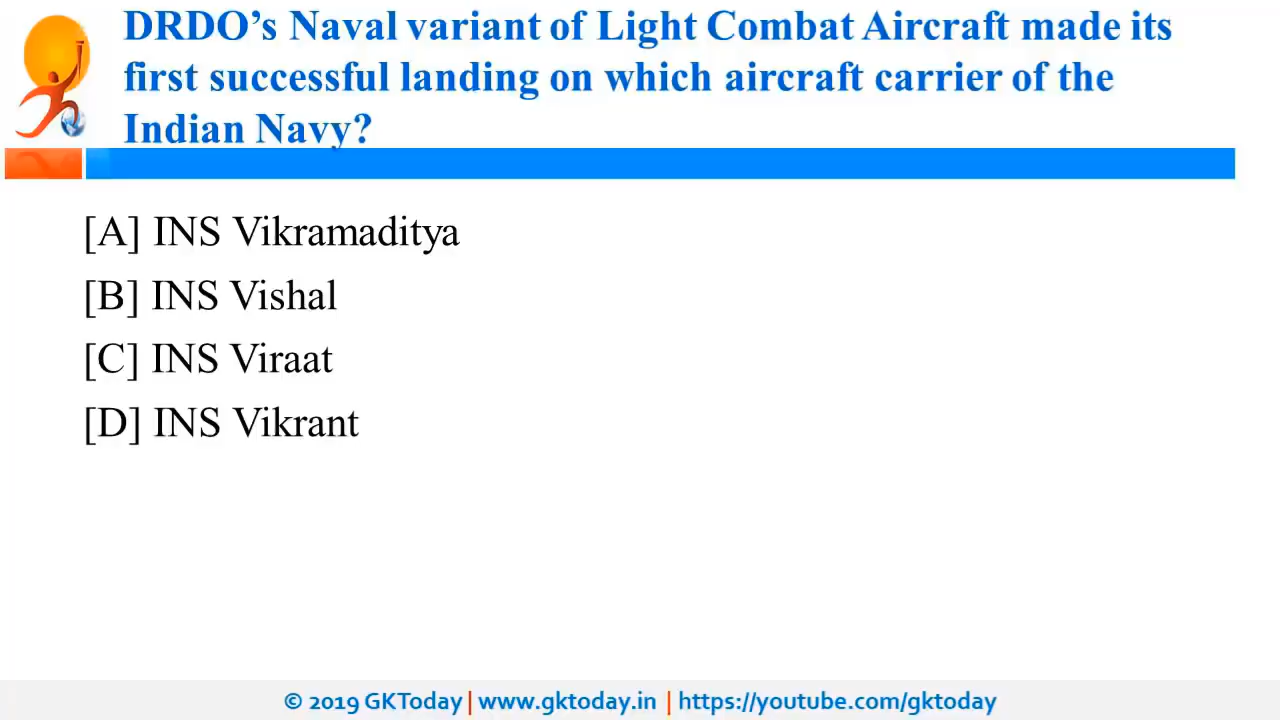 DRDO’s Naval variant of Light Combat Aircraft made its
first successful landing on which aircraft carrier of the
Indian Navy?
[A] INS Vikramaditya
[B] INS Vishal
[C] INS Viraat
[D] INS Vikrant
© 2019 GKToday | www.gktoday.in | https://youtube.com/gktoday